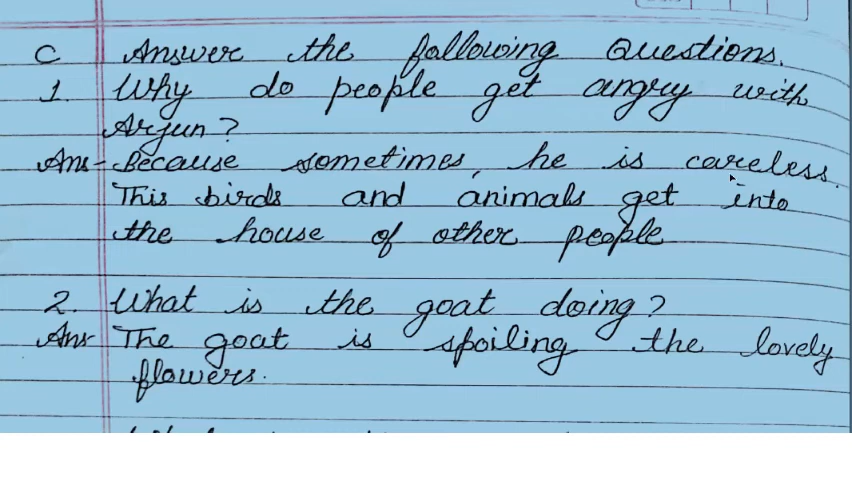 C Answer the following Questions.
1. Why do people get angry with
Arjun?
Ans- Because sometimes, he is careless.
This birds and animals get into
the house of other people
2. What is the goat doing?
Ans- The goat is spoiling the lovely
flowers.